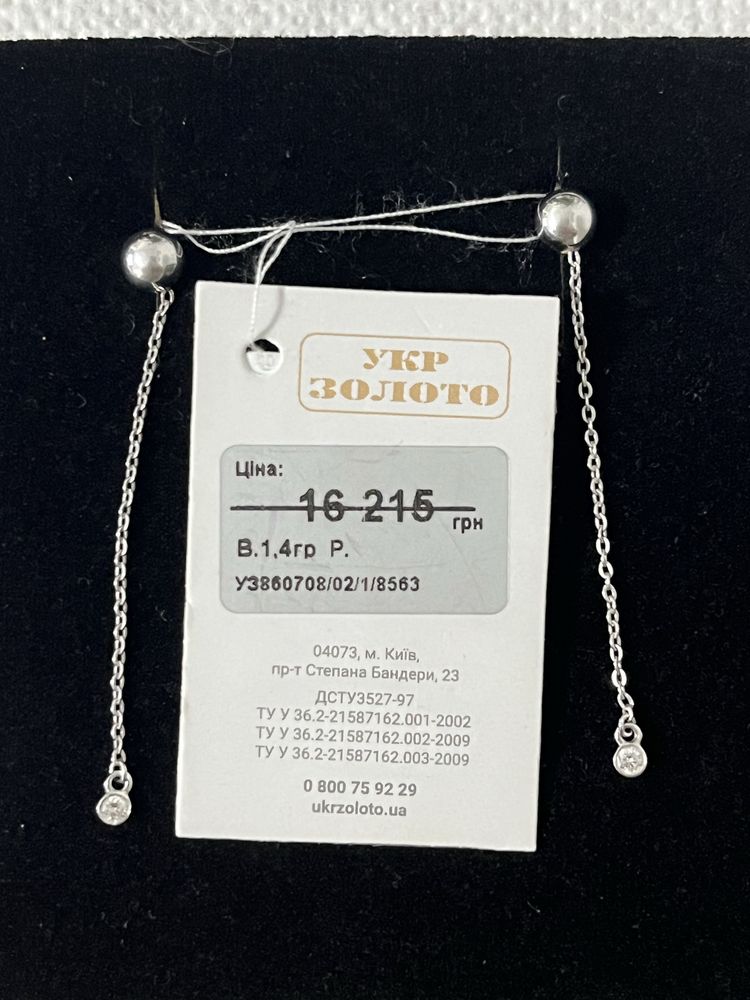 УКР
ЗОЛОТО
Ціна:
16 215 грн
В.1,4гр Р.
УЗ860708/02/1/8563
04073, м. Київ,
пр-т Степана Бандери, 23
ДСТУ3527-97
ТУ У 36.2-21587162.001-2002
ТУ У 36.2-21587162.002-2009
ТУ У 36.2-21587162.003-2009
0 800 75 92 29
ukrzoloto.ua